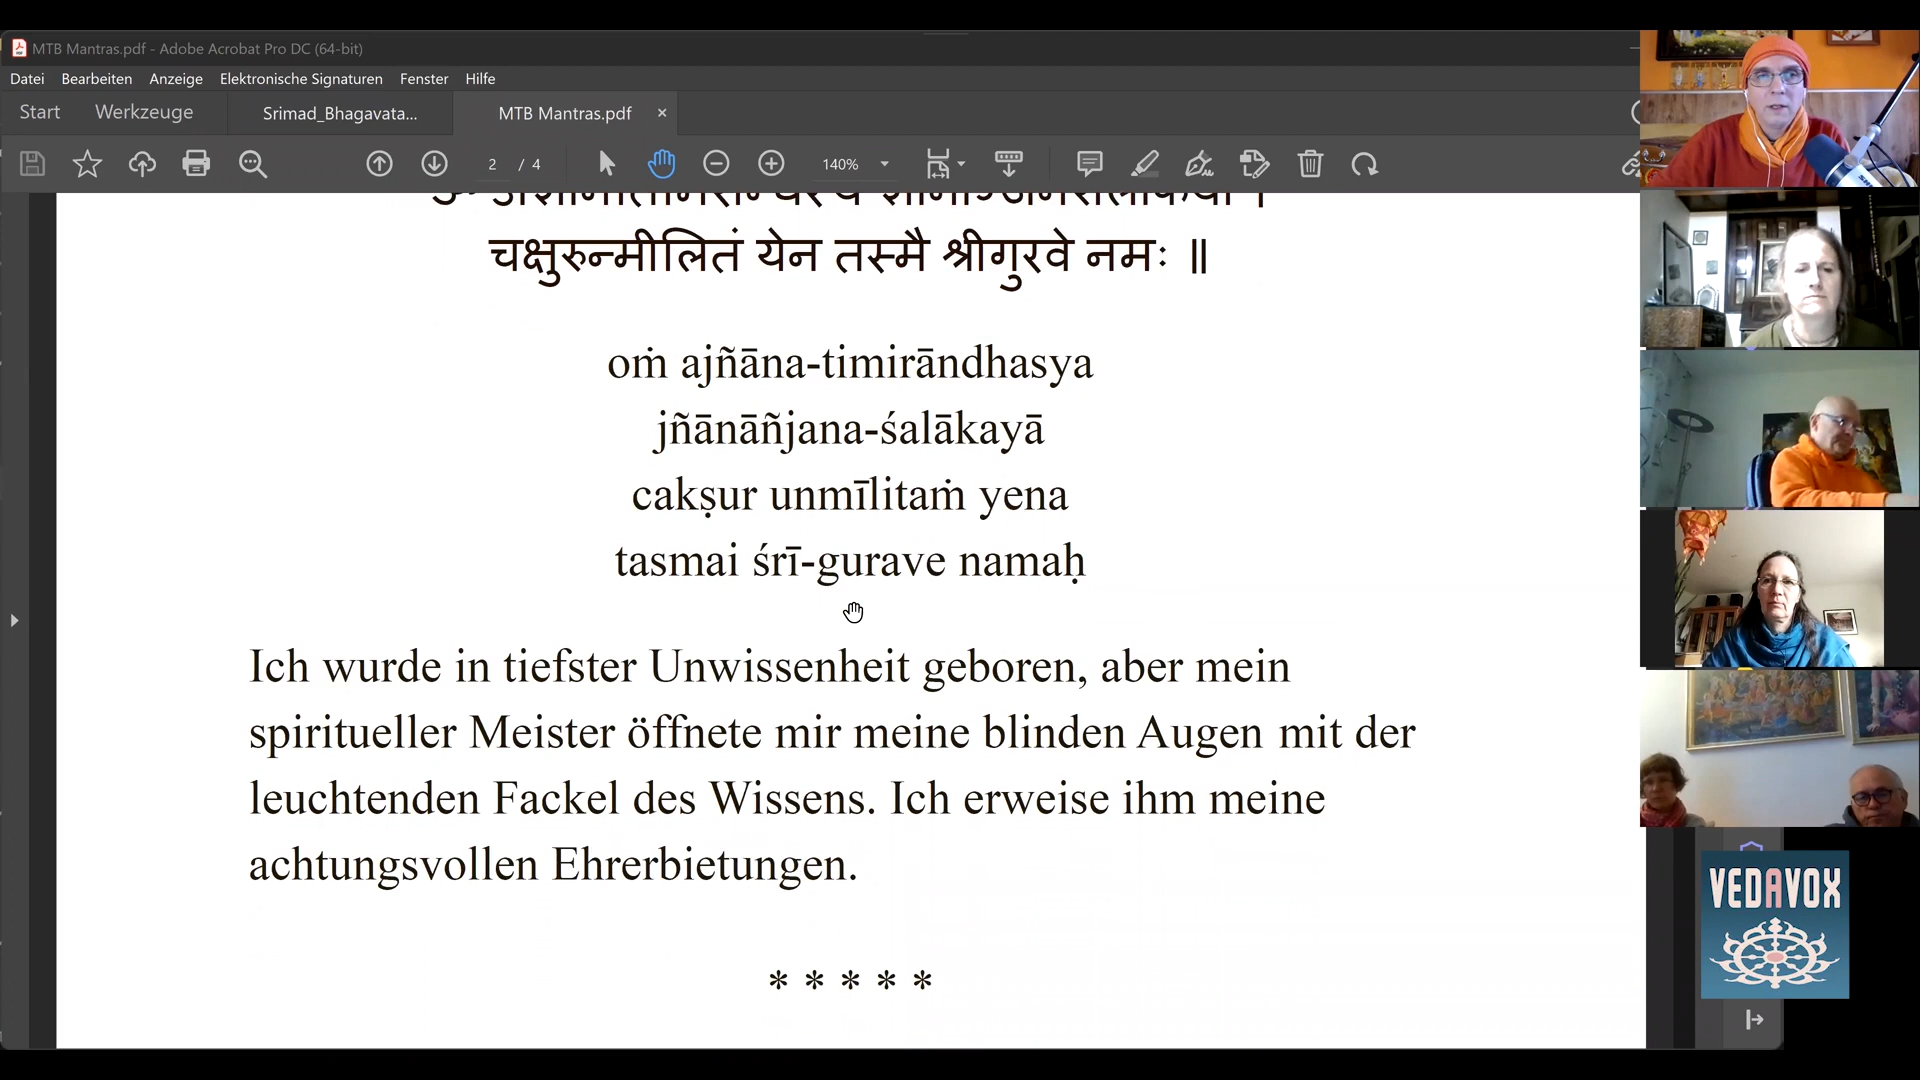 MTB Mantras.pdf - Adobe Acrobat Pro DC (64-bit)
Datei Bearbeiten Anzeige Elektronische Signaturen Fenster Hilfe
Start Werkzeuge Srimad_Bhagavata... MTB Mantras.pdf ×
2 / 4 140%
चक्षुरुन्मीलितं येन तस्मै श्रीगुरवे नमः ॥
oṁ ajñāna-timirāndhasya
jñānāñjana-śalākayā
cakṣur unmīlitaṁ yena
tasmai śrī-gurave namaḥ
Ich wurde in tiefster Unwissenheit geboren, aber mein
spiritueller Meister öffnete mir meine blinden Augen mit der
leuchtenden Fackel des Wissens. Ich erweise ihm meine
achtungsvollen Ehrerbietungen.
* * * * *
VEDAVOX